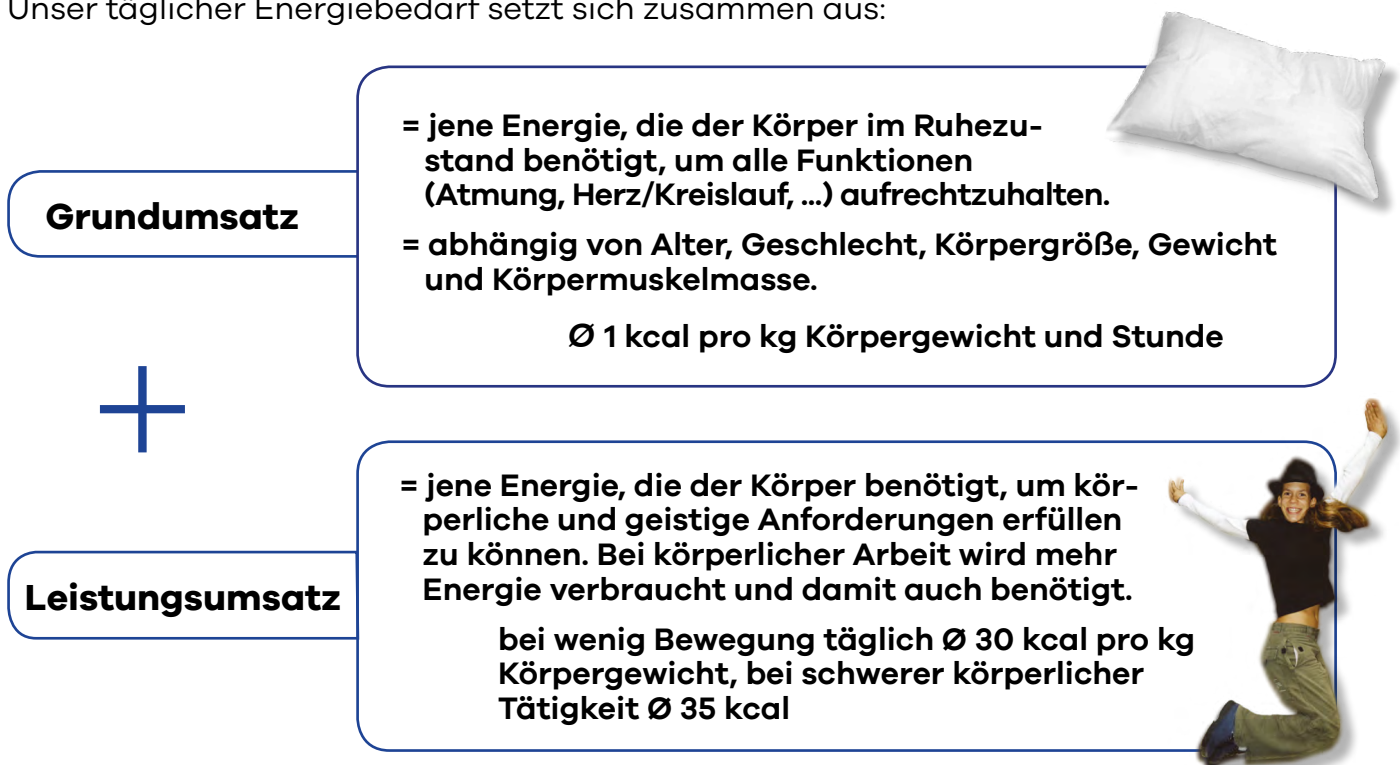 Unser täglicher Energiebedarf setzt sich zusammen aus:
Grundumsatz
= jene Energie, die der Körper im Ruhezu-
stand benötigt, um alle Funktionen
(Atmung, Herz/Kreislauf, ...) aufrechtzuhalten.
= abhängig von Alter, Geschlecht, Körpergröße, Gewicht
und Körpermuskelmasse.
Ø 1 kcal pro kg Körpergewicht und Stunde
+
Leistungsumsatz
= jene Energie, die der Körper benötigt, um kör-
perliche und geistige Anforderungen erfüllen
zu können. Bei körperlicher Arbeit wird mehr
Energie verbraucht und damit auch benötigt.
bei wenig Bewegung täglich Ø 30 kcal pro kg
Körpergewicht, bei schwerer körperlicher
Tätigkeit Ø 35 kcal